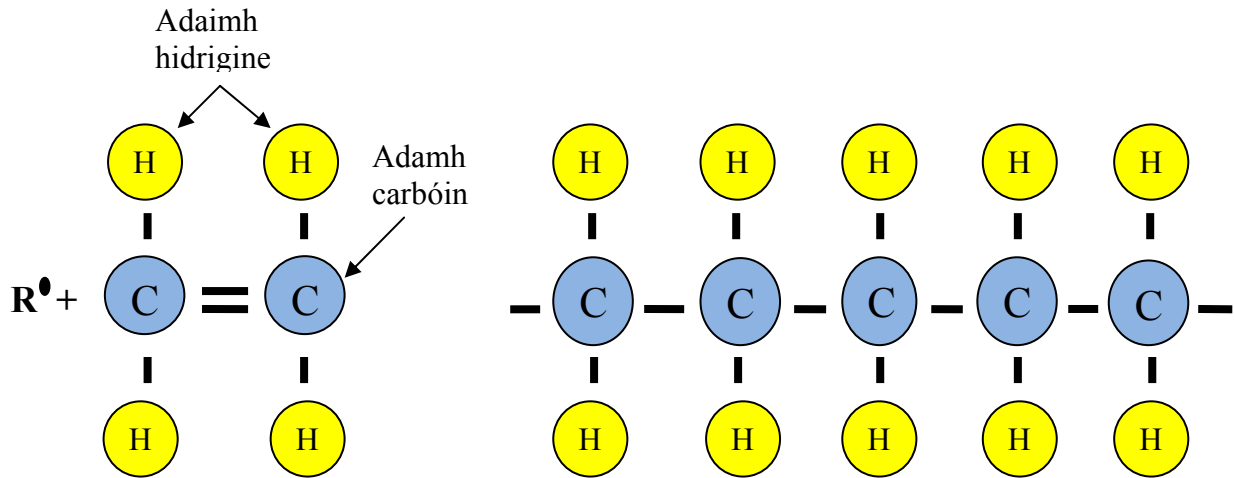 Adaimh
hidrigine
Adamh
carbóin
H H H H H H H
R•+ C = C – C – C – C – C – C –
H H H H H H H